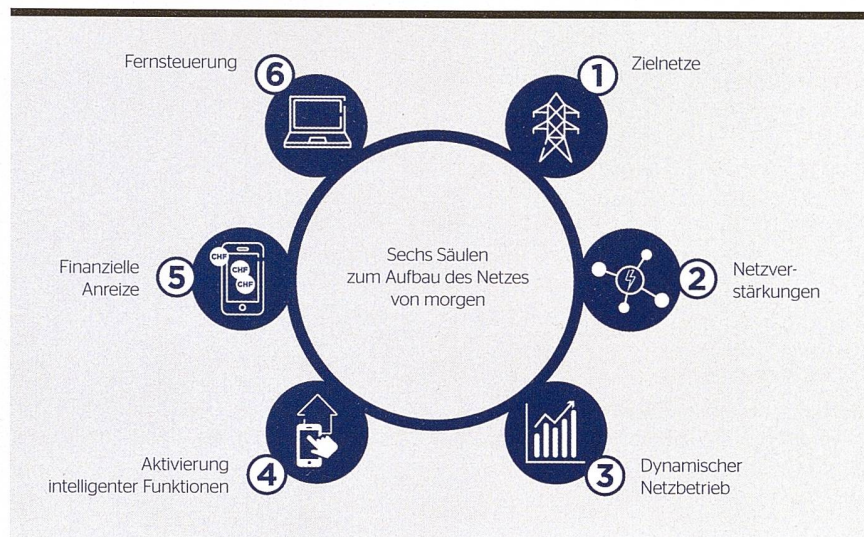 Sechs Säulen
zum Aufbau des Netzes
von morgen
1
Zielnetze
2
Netzver-
stärkungen
3
Dynamischer
Netzbetrieb
4
Aktivierung
intelligenter Funktionen
5
Finanzielle
Anreize
CHF
CHF
CHF
6
Fernsteuerung